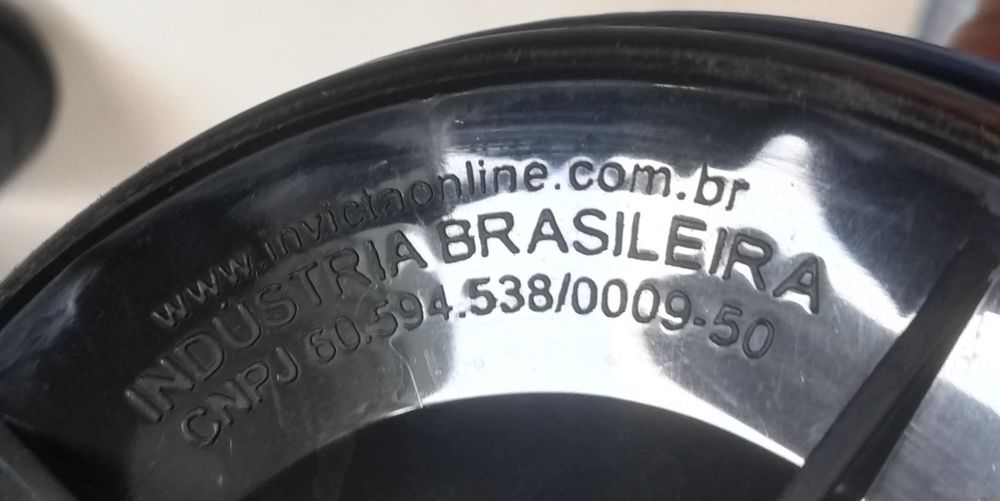 www.invictaonline.com.br
INDÚSTRIA BRASILEIRA
CNPJ 60.594.538/0009-50